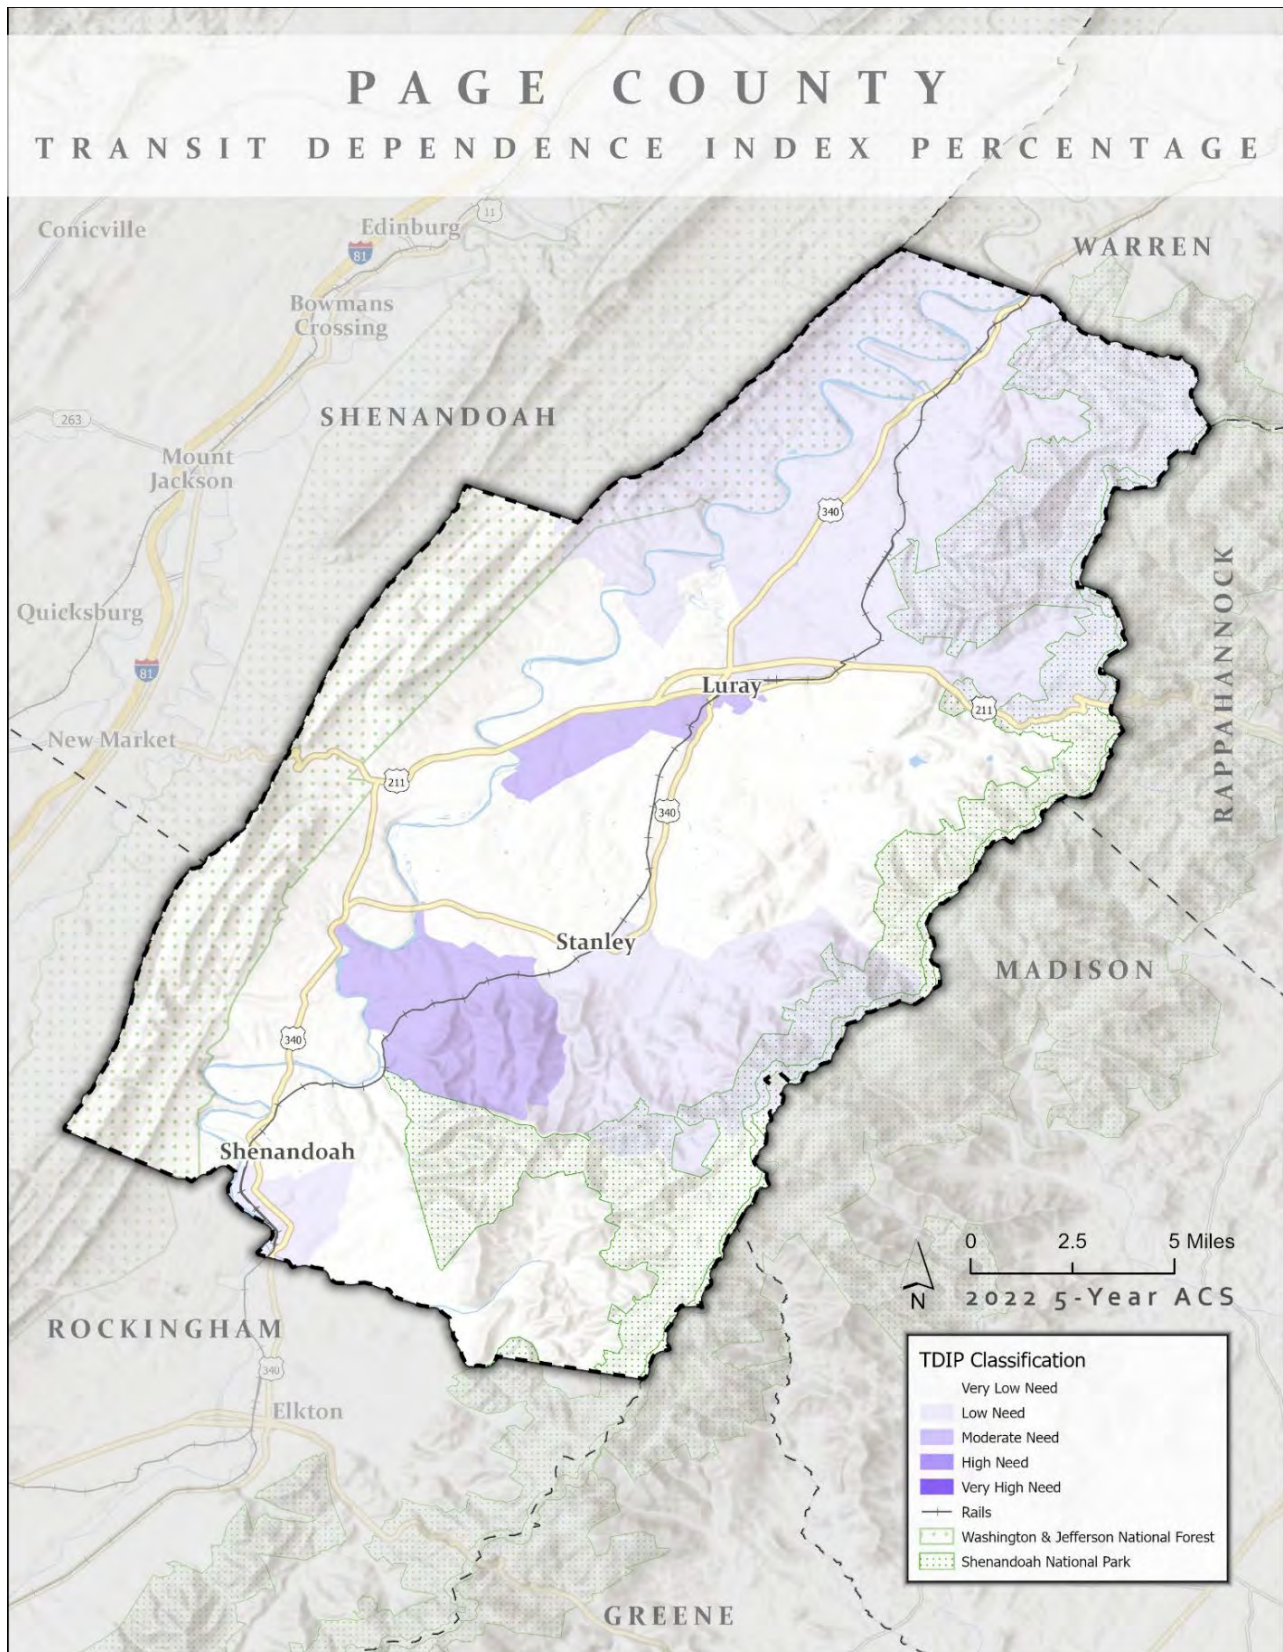 PAGE COUNTY
TRANSIT DEPENDENCE INDEX PERCENTAGE
11
Conicville
Edinburg
81
WARREN
Bowmans
Crossing
SHENANDOAH
263
Mount
Jackson
340
RAPPAHANNOCK
Quicksburg
81
Luray
211
New Market
211
340
Stanley
MADISON
340
Shenandoah
0 2.5 5 Miles
N
2022 5-Year ACS
ROCKINGHAM
340
Elkton
TDIP Classification
Very Low Need
Low Need
Moderate Need
High Need
Very High Need
Rails
Washington & Jefferson National Forest
Shenandoah National Park
GREENE